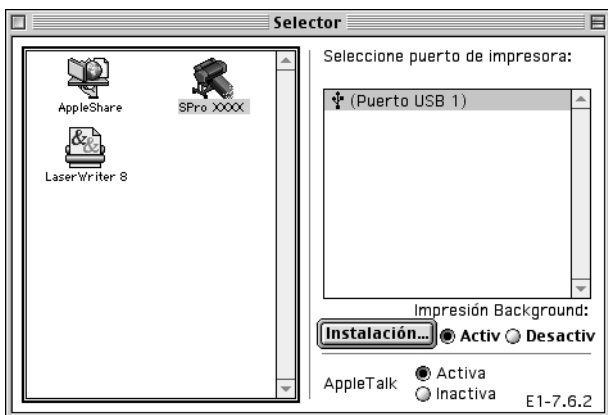 Selector
AppleShare
SPro XXXX
LaserWriter 8
Seleccione puerto de impresora:
(Puerto USB 1)
Impresión Background:
Instalación... Activ Desactiv
AppleTalk
Activa
Inactiva
E1-7.6.2